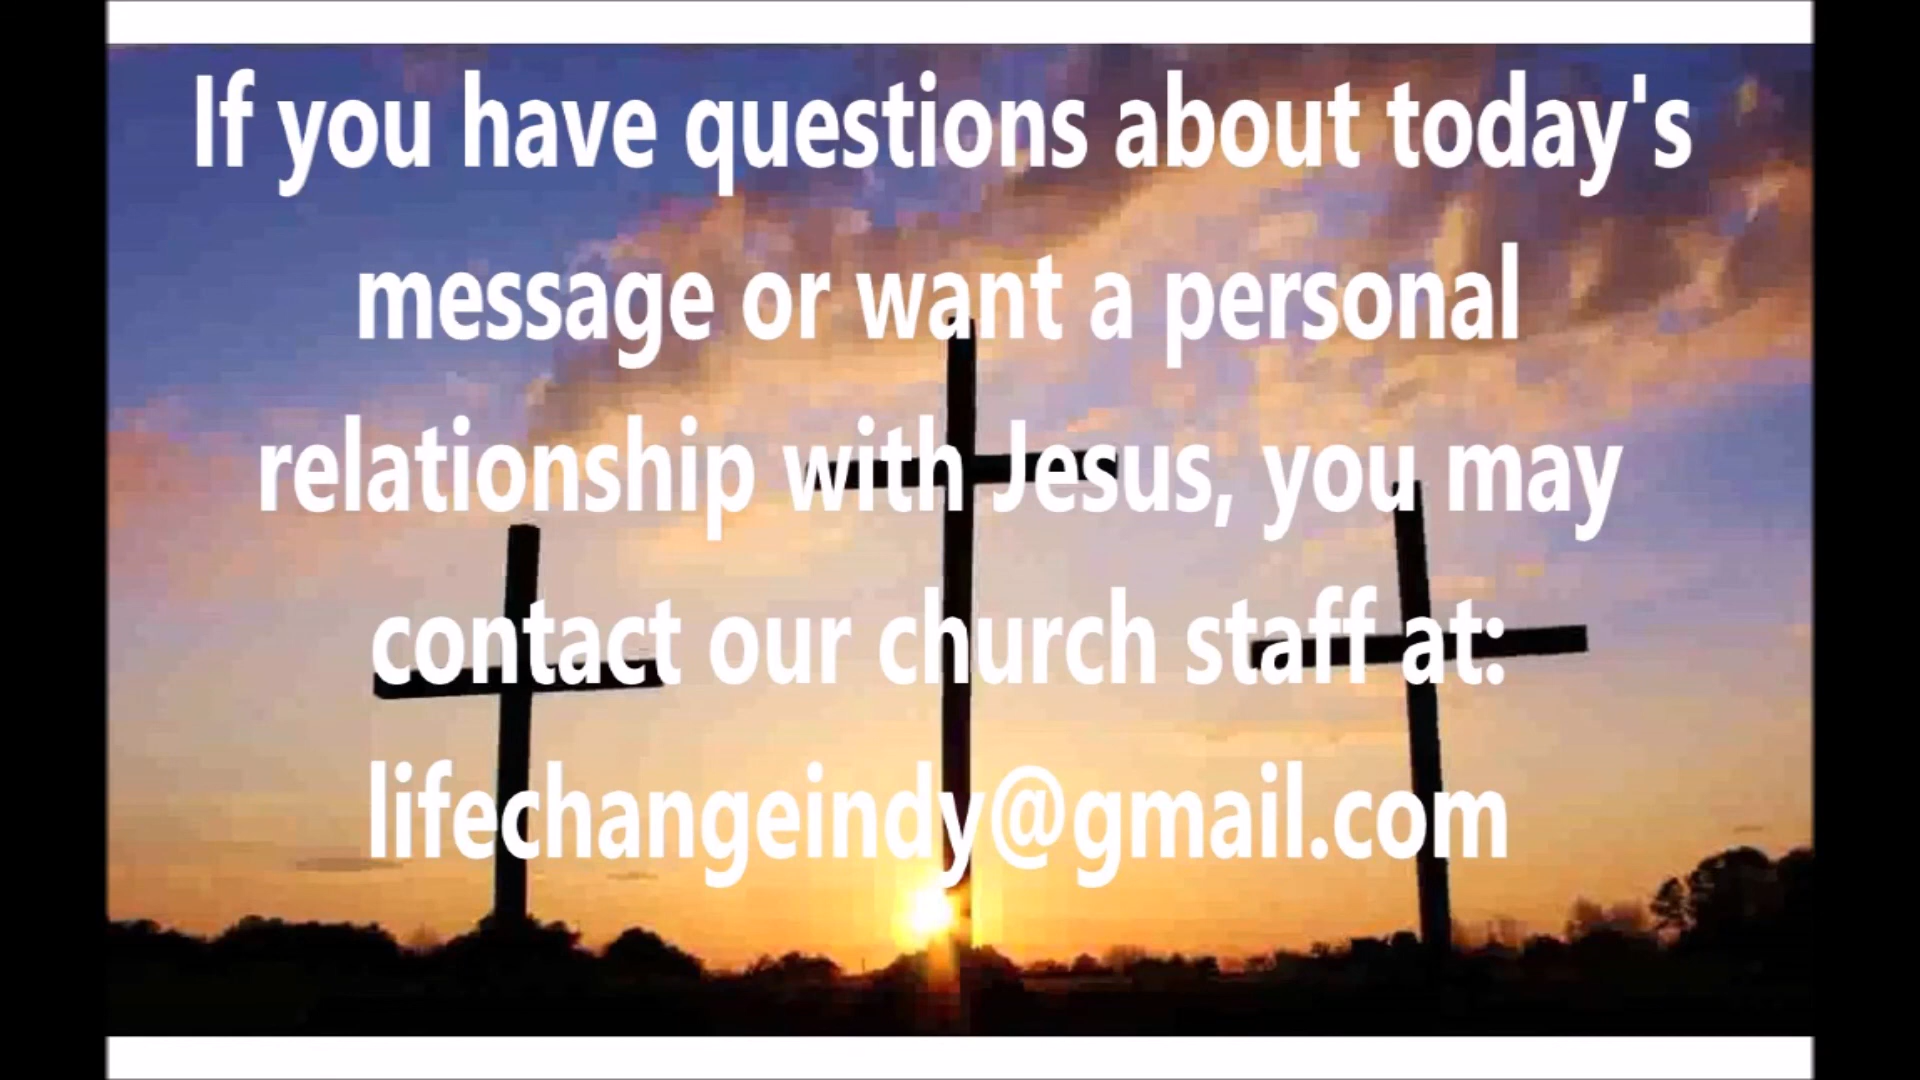 If you have questions about today's
message or want a personal
relationship with Jesus, you may
contact our church staff at:
lifechangeindy@gmail.com